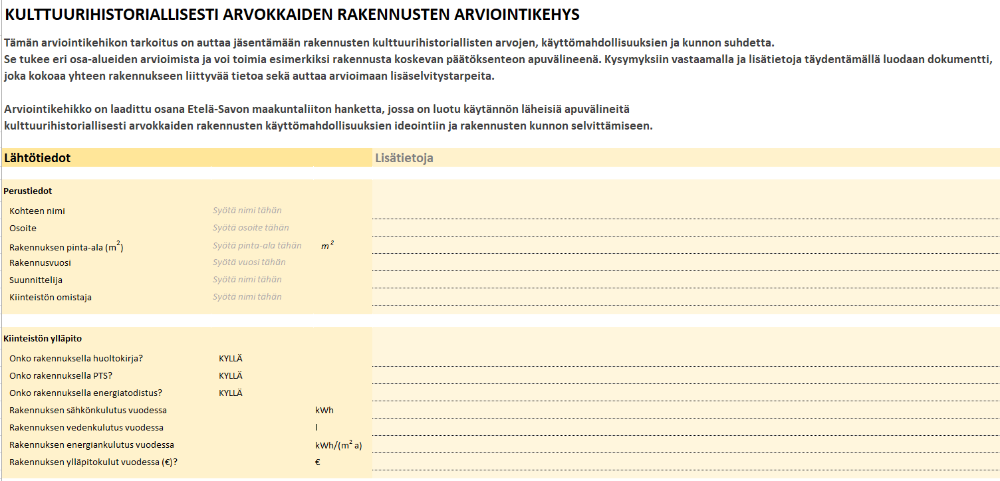 KULTTUURIHISTORIALLISESTI ARVOKKAIDEN RAKENNUSTEN ARVIOINTIKEHYS
Tämän arviointikehikon tarkoitus on auttaa jäsentämään rakennusten kulttuurihistoriallisten arvojen, käyttömahdollisuuksien ja kunnon suhdetta.
Se tukee eri osa-alueiden arvioimista ja voi toimia esimerkiksi rakennusta koskevan päätöksenteon apuvälineenä. Kysymyksiin vastaamalla ja lisätietoja täydentämällä luodaan dokumentti,
joka kokoaa yhteen rakennukseen liittyvää tietoa sekä auttaa arvioimaan lisäselvitystarpeita.
Arviointikehikko on laadittu osana Etelä-Savon maakuntaliiton hanketta, jossa on luotu käytännön läheisiä apuvälineitä
kulttuurihistoriallisesti arvokkaiden rakennusten käyttömahdollisuuksien ideointiin ja rakennusten kunnon selvittämiseen.
Lähtötiedot Lisätietoja
Perustiedot
Kohteen nimi Syötä nimi tähän
Osoite Syötä osoite tähän
Rakennuksen pinta-ala (m²) Syötä pinta-ala tähän m²
Rakennusvuosi Syötä vuosi tähän
Suunnittelija Syötä nimi tähän
Kiinteistön omistaja Syötä nimi tähän
Kiinteistön ylläpito
Onko rakennuksella huoltokirja? KYLLÄ
Onko rakennuksella PTS? KYLLÄ
Onko rakennuksella energiatodistus? KYLLÄ
Rakennuksen sähkönkulutus vuodessa kWh
Rakennuksen vedenkulutus vuodessa l
Rakennuksen energiankulutus vuodessa kWh/(m² a)
Rakennuksen ylläpitokulut vuodessa (€)? €